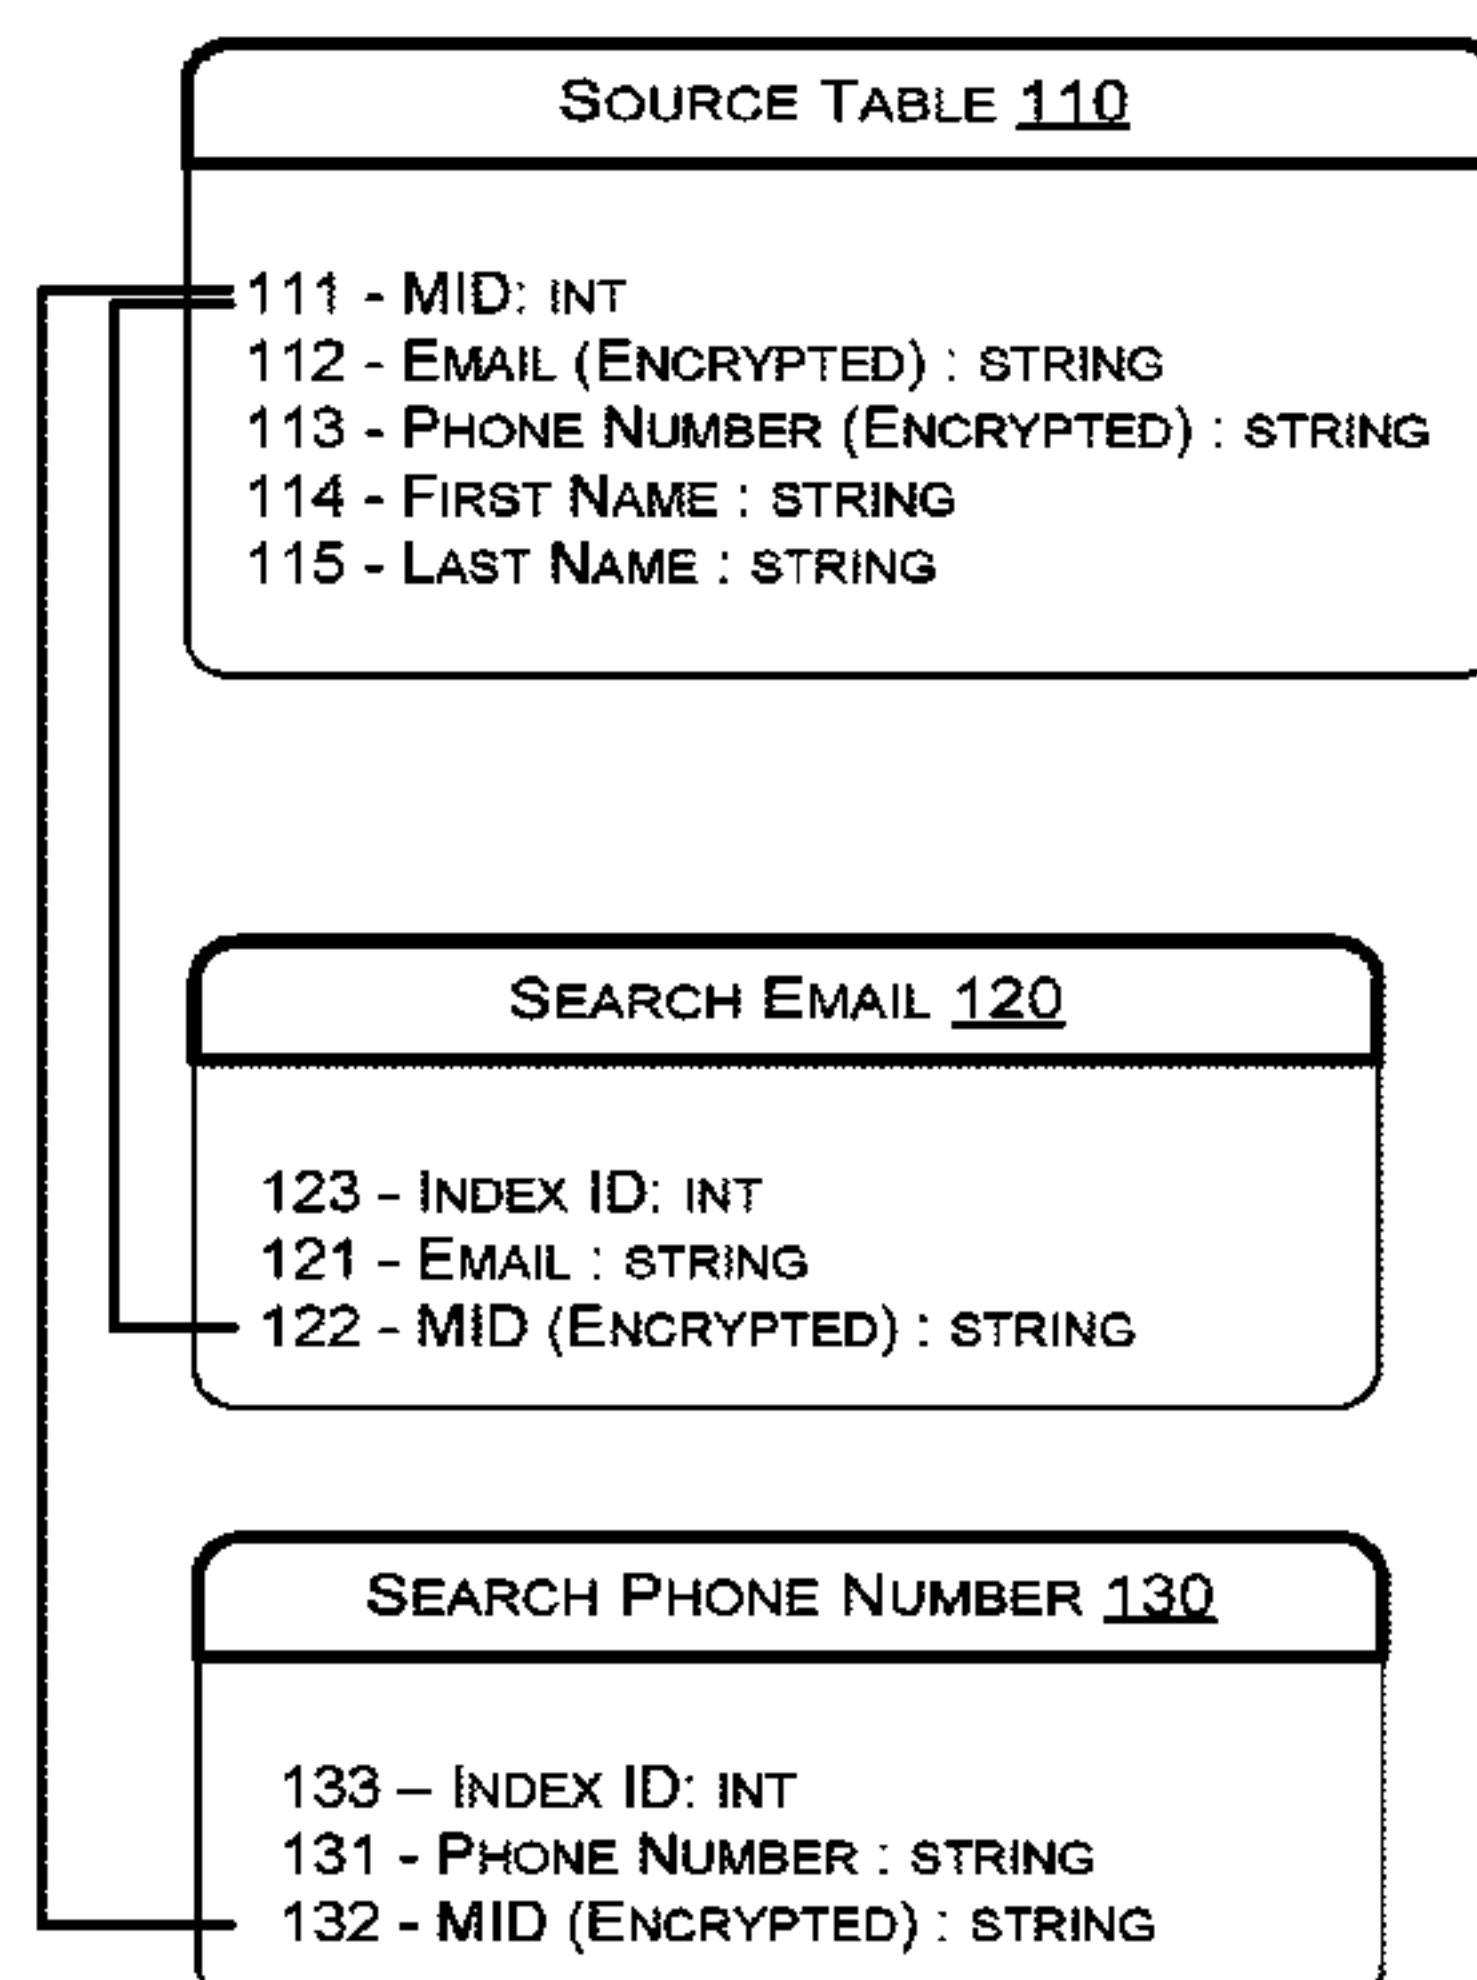 SOURCE TABLE 110
111 - MID: INT
112 - EMAIL (ENCRYPTED) : STRING
113 - PHONE NUMBER (ENCRYPTED) : STRING
114 - FIRST NAME : STRING
115 - LAST NAME : STRING
SEARCH EMAIL 120
123 - INDEX ID: INT
121 - EMAIL : STRING
122 - MID (ENCRYPTED) : STRING
SEARCH PHONE NUMBER 130
133 – INDEX ID: INT
131 - PHONE NUMBER : STRING
132 - MID (ENCRYPTED) : STRING